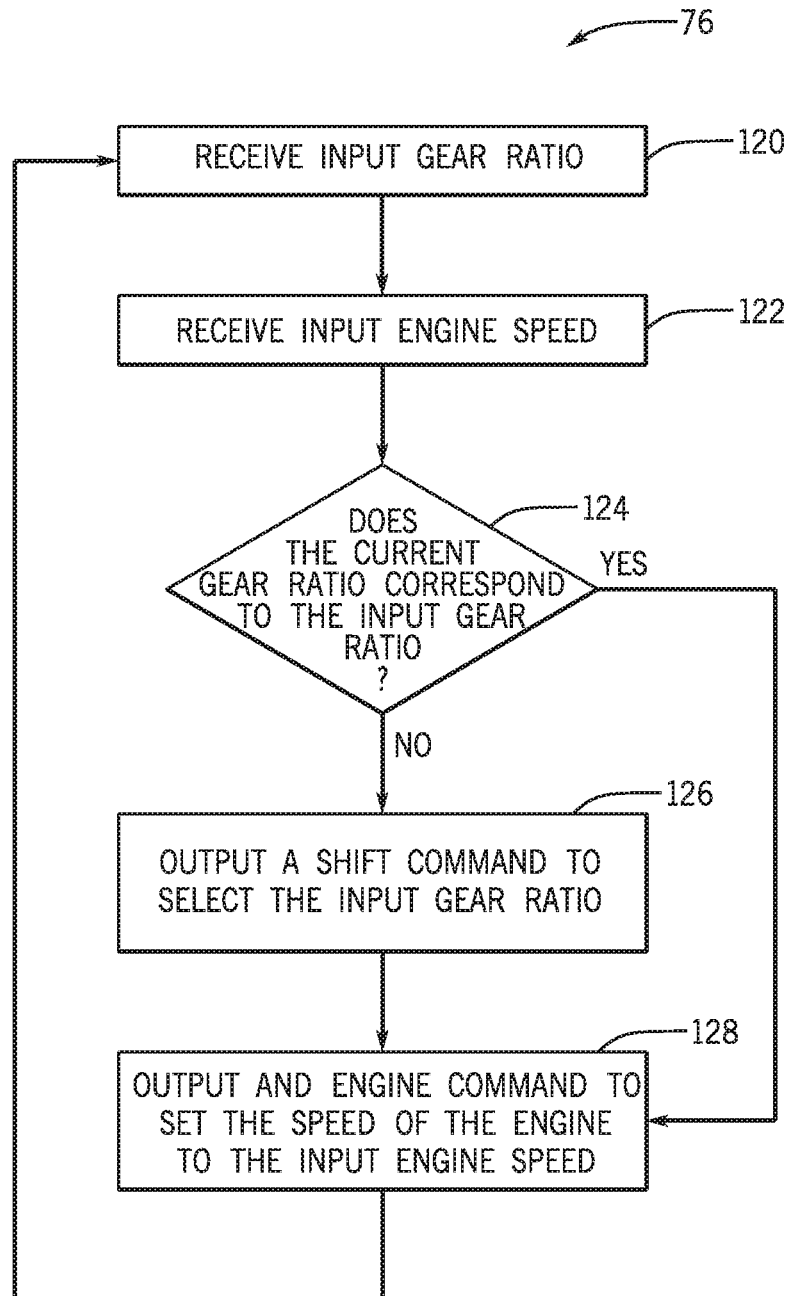 76
RECEIVE INPUT GEAR RATIO
120
RECEIVE INPUT ENGINE SPEED
122
DOES
THE CURRENT
GEAR RATIO CORRESPOND
TO THE INPUT GEAR
RATIO
?
124
YES
NO
126
OUTPUT A SHIFT COMMAND TO
SELECT THE INPUT GEAR RATIO
128
OUTPUT AND ENGINE COMMAND TO
SET THE SPEED OF THE ENGINE
TO THE INPUT ENGINE SPEED